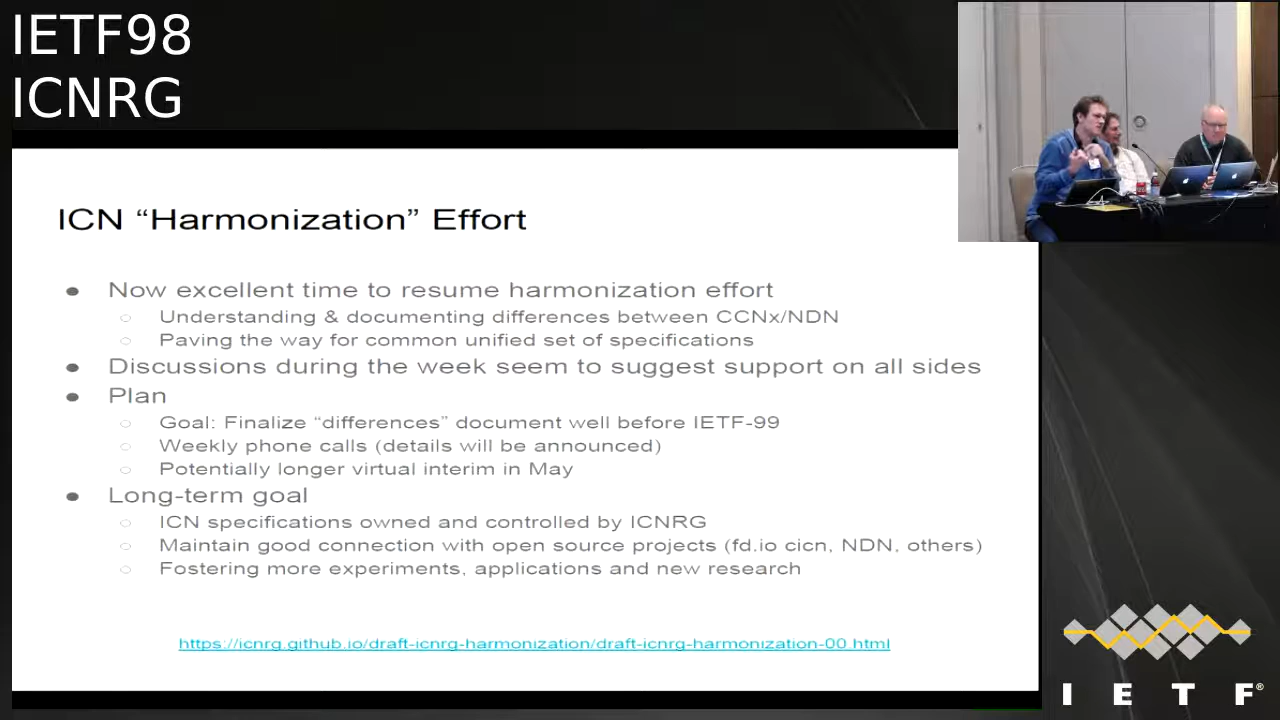 IETF98
ICNRG
ICN “Harmonization” Effort
● Now excellent time to resume harmonization effort
○ Understanding & documenting differences between CCNx/NDN
○ Paving the way for common unified set of specifications
● Discussions during the week seem to suggest support on all sides
● Plan
○ Goal: Finalize “differences” document well before IETF-99
○ Weekly phone calls (details will be announced)
○ Potentially longer virtual interim in May
● Long-term goal
○ ICN specifications owned and controlled by ICNRG
○ Maintain good connection with open source projects (fd.io cicn, NDN, others)
○ Fostering more experiments, applications and new research
https://icnrg.github.io/draft-icnrg-harmonization/draft-icnrg-harmonization-00.html
I E T F®